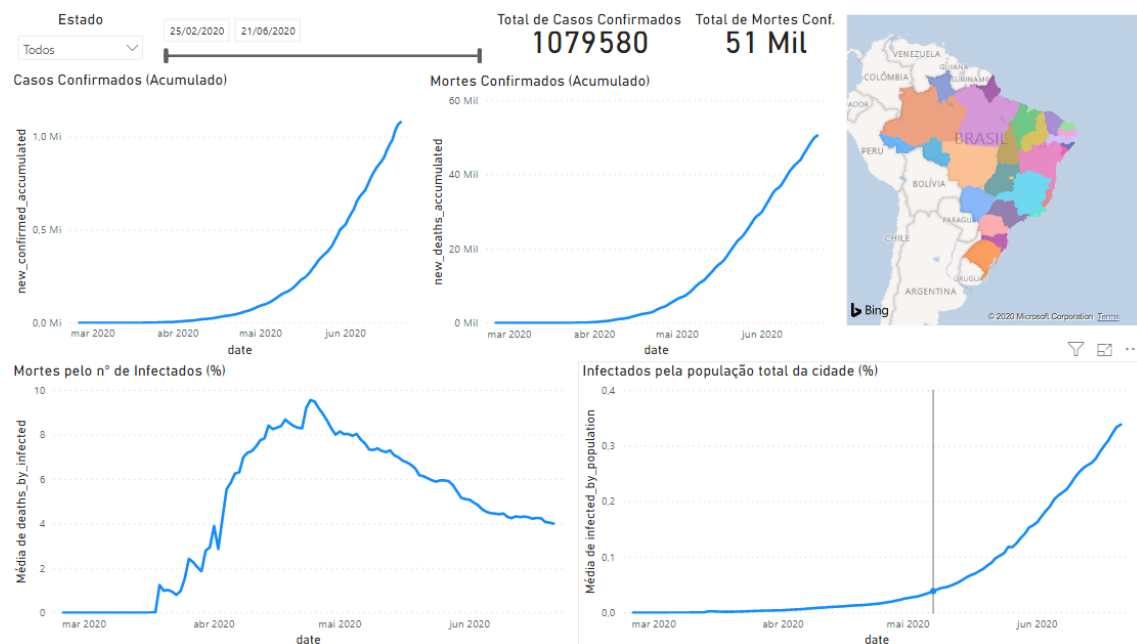 Estado
Todos
25/02/2020 21/06/2020
Total de Casos Confirmados
1079580
Total de Mortes Conf.
51 Mil
Casos Confirmados (Acumulado)
new_confirmed_accumulated
1,0 Mi
0,5 Mi
0,0 Mi
mar 2020 abr 2020 mai 2020 jun 2020
date
Mortes Confirmados (Acumulado)
new_deaths_accumulated
60 Mil
40 Mil
20 Mil
0 Mil
mar 2020 abr 2020 mai 2020 jun 2020
date
VENEZUELA
GUIANA
SURINAME
COLÔMBIA
ADOR
BRASIL
PERU
BOLÍVIA
PARAGUAI
CHILE
URUGUAI
ARGENTINA
Bing
© 2020 Microsoft Corporation Terms
Mortes pelo n° de Infectados (%)
Média de deaths_by_infected
10
8
6
4
2
0
mar 2020 abr 2020 mai 2020 jun 2020
date
Infectados pela população total da cidade (%)
Média de infected_by_population
0,4
0,3
0,2
0,1
0,0
mar 2020 abr 2020 mai 2020 jun 2020
date